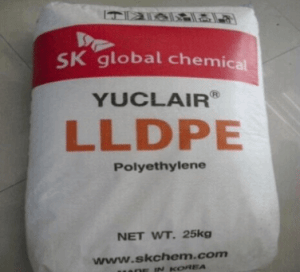 SK global chemical
YUCLAIR®
LLDPE
Polyethylene
NET WT. 25kg
www.skchem.com
MADE IN KOREA